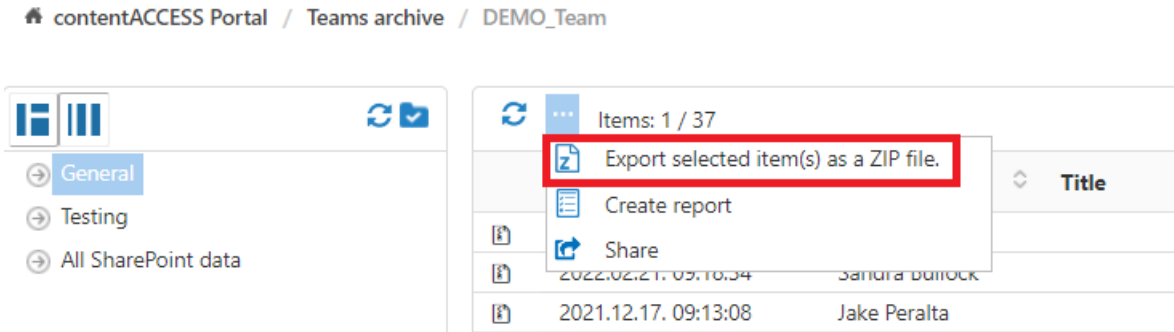 contentACCESS Portal / Teams archive / DEMO_Team
Items: 1 / 37
Export selected item(s) as a ZIP file.
General
Title
Create report
Testing
Share
All SharePoint data
2022.02.21. 09:18:54 Sandra Bullock
2021.12.17. 09:13:08 Jake Peralta